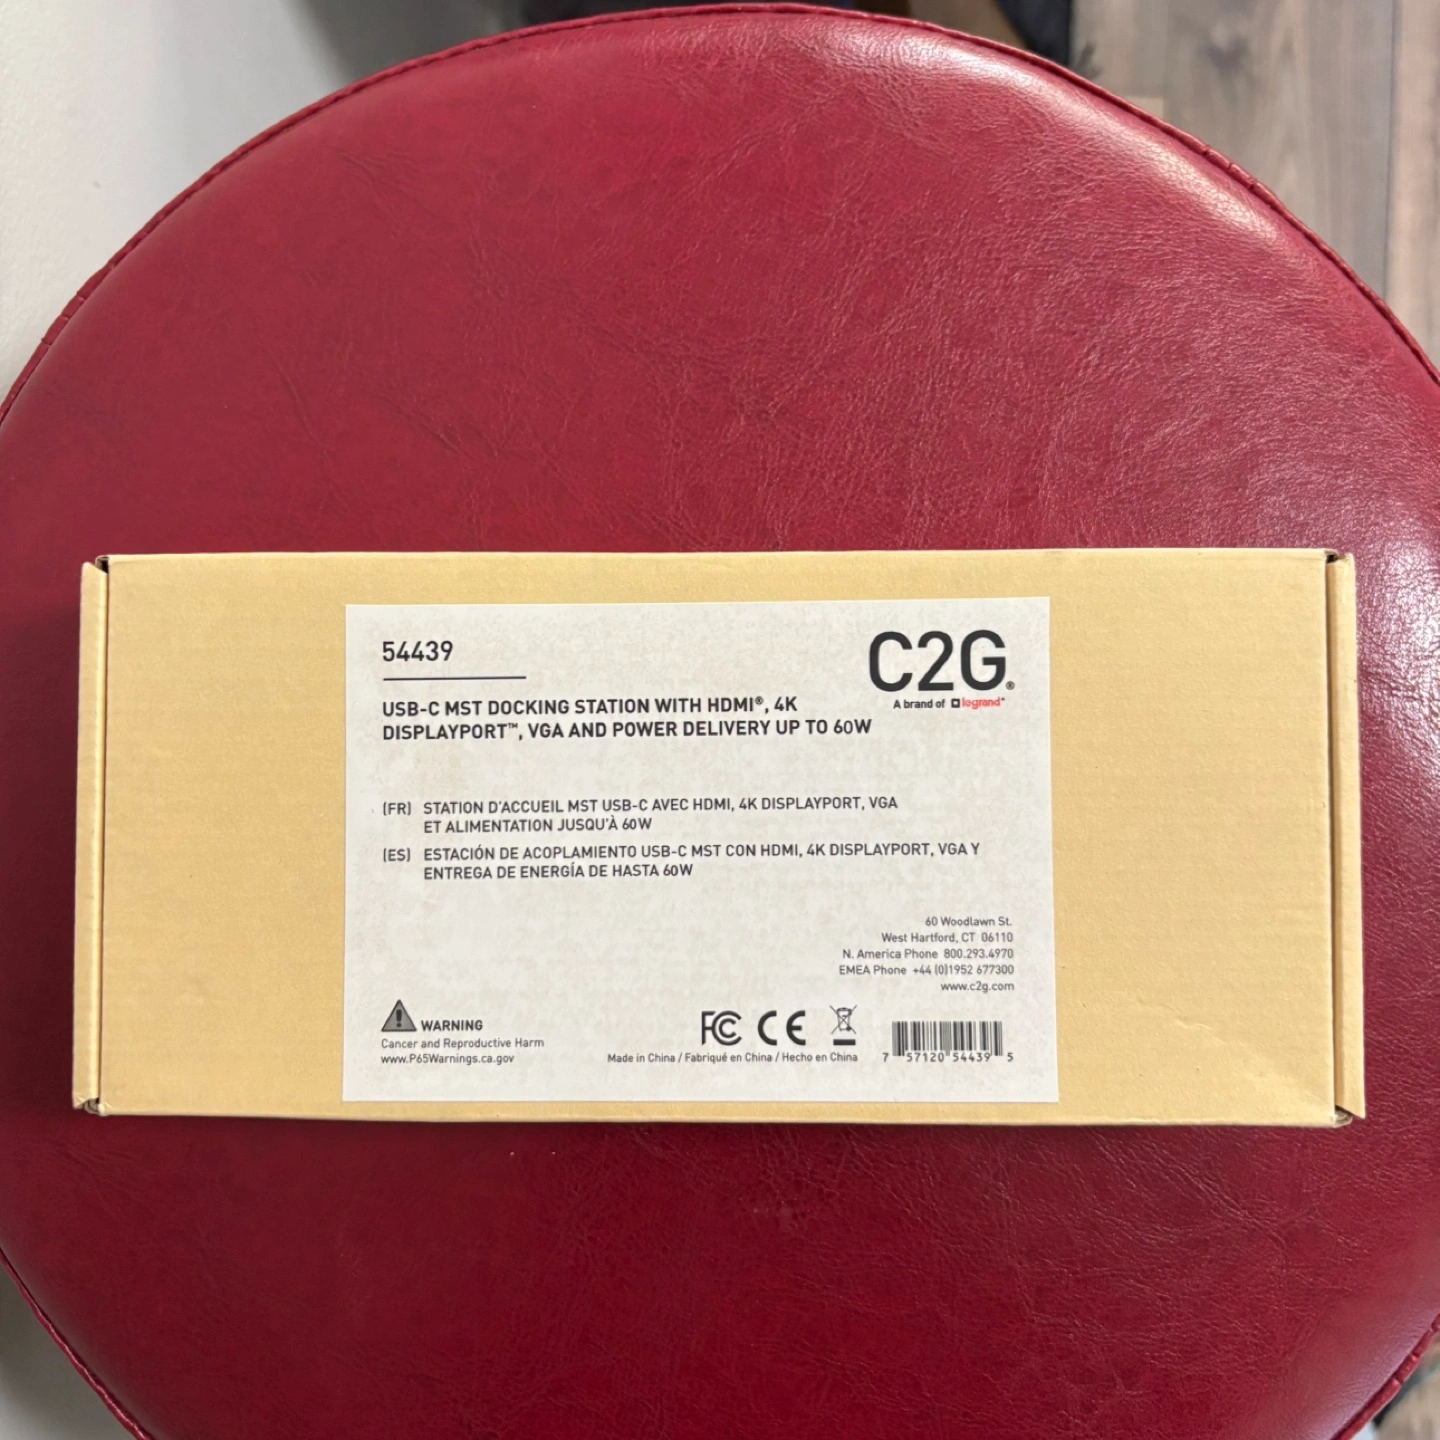 54439
C2G®
A brand of legrand®
USB-C MST DOCKING STATION WITH HDMI®, 4K
DISPLAYPORT™, VGA AND POWER DELIVERY UP TO 60W
(FR) STATION D'ACCUEIL MST USB-C AVEC HDMI, 4K DISPLAYPORT, VGA
ET ALIMENTATION JUSQU'À 60W
(ES) ESTACIÓN DE ACOPLAMIENTO USB-C MST CON HDMI, 4K DISPLAYPORT, VGA Y
ENTREGA DE ENERGÍA DE HASTA 60W
60 Woodlawn St.
West Hartford, CT 06110
N. America Phone 800.293.4970
EMEA Phone +44 (0)1952 677300
www.c2g.com
WARNING
Cancer and Reproductive Harm
www.P65Warnings.ca.gov
FC CE
Made in China / Fabriqué en China / Hecho en China
7 57120 54439 5